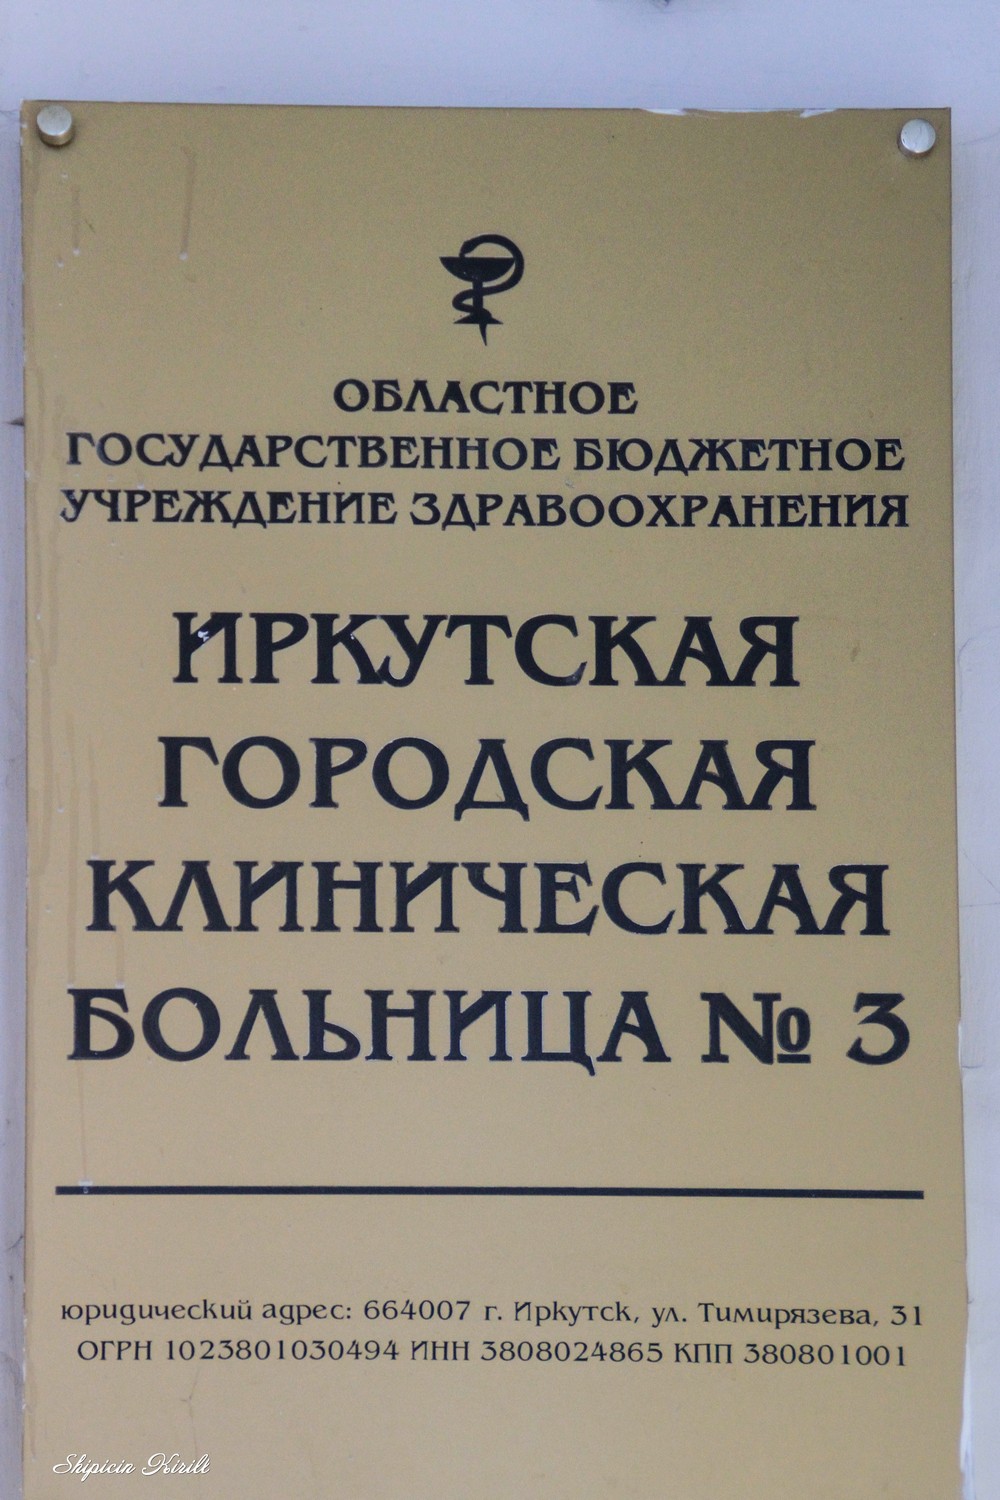 ОБЛАСТНОЕ
ГОСУДАРСТВЕННОЕ БЮДЖЕТНОЕ
УЧРЕЖДЕНИЕ ЗДРАВООХРАНЕНИЯ
ИРКУТСКАЯ
ГОРОДСКАЯ
КЛИНИЧЕСКАЯ
БОЛЬНИЦА № 3
юридический адрес: 664007 г. Иркутск, ул. Тимирязева, 31
ОГРН 1023801030494 ИНН 3808024865 КПП 380801001
Shipicin Kirill